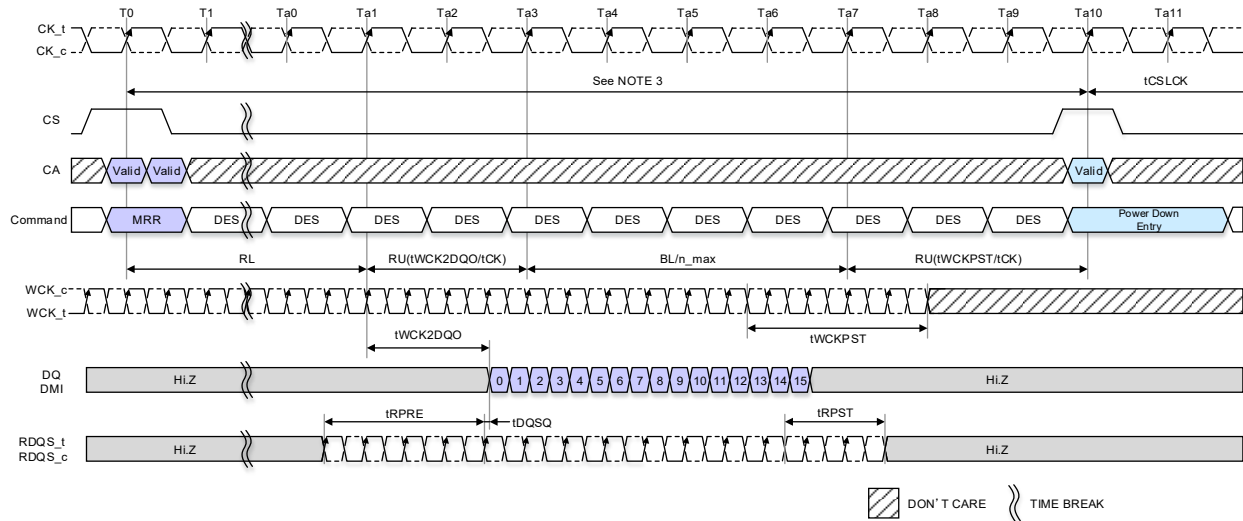 T0 T1 Ta0 Ta1 Ta2 Ta3 Ta4 Ta5 Ta6 Ta7 Ta8 Ta9 Ta10 Ta11
CK_t
CK_c
See NOTE 3 tCSLCK
CS
CA Valid Valid Valid
Command MRR DES DES DES DES DES DES DES DES DES DES DES Power Down
Entry
RL RU(tWCK2DQO/tCK) BL/n_max RU(tWCKPST/tCK)
WCK_c
WCK_t
tWCK2DQO tWCKPST
DQ
DMI
Hi.Z 0 1 2 3 4 5 6 7 8 9 10 11 12 13 14 15 Hi.Z
tRPRE tDQSQ tRPST
RDQS_t
RDQS_c
Hi.Z Hi.Z
DON'T CARE TIME BREAK